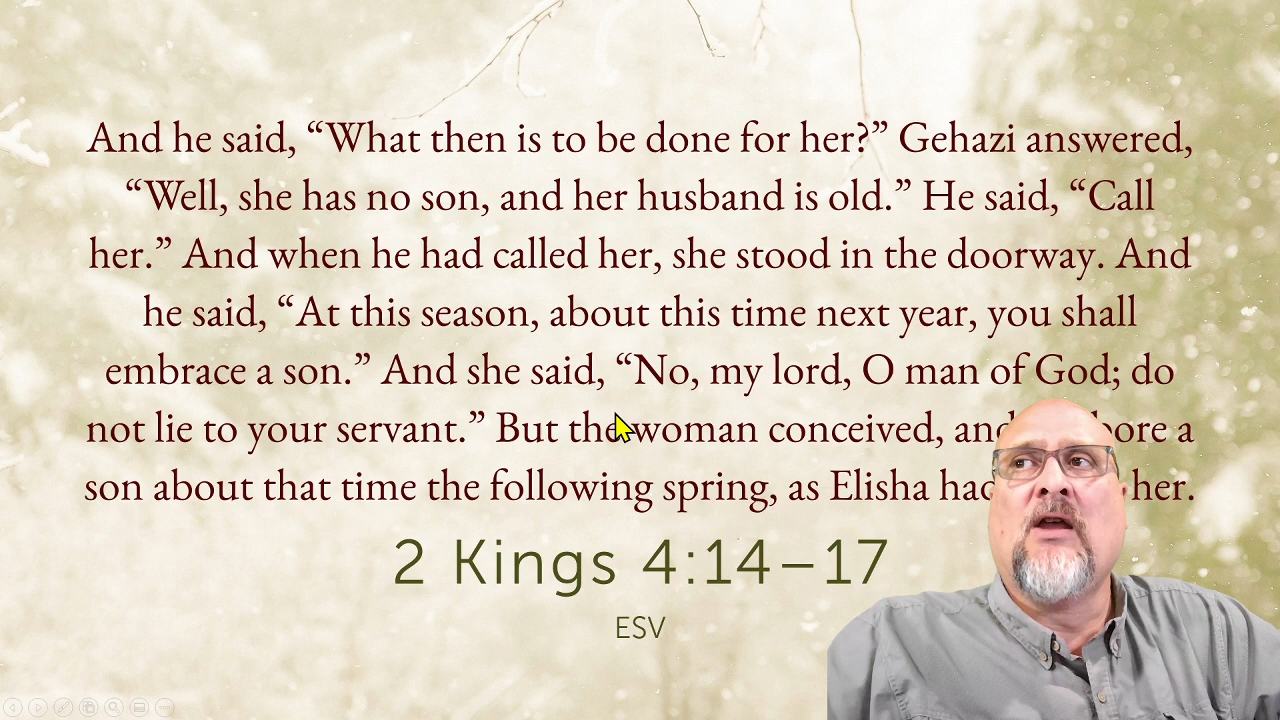 And he said, “What then is to be done for her?” Gehazi answered,
“Well, she has no son, and her husband is old.” He said, “Call
her.” And when he had called her, she stood in the doorway. And
he said, “At this season, about this time next year, you shall
embrace a son.” And she said, “No, my lord, O man of God; do
not lie to your servant.” But the woman conceived, and bore a
son about that time the following spring, as Elisha had her.
2 Kings 4:14–17
ESV